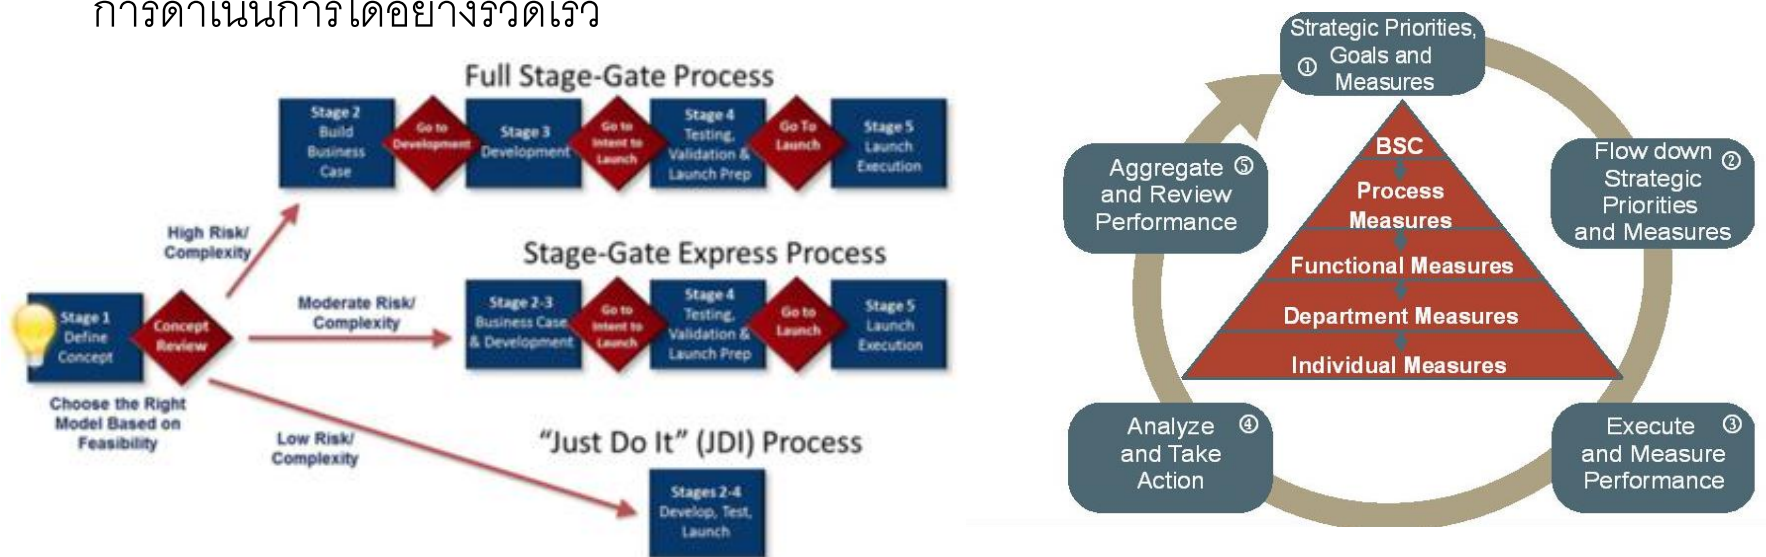 การดำเนินการได้อย่างรวดเร็ว
Full Stage-Gate Process
Stage 2
Build
Business
Case
Go to
Development
Stage 3
Development
Go to
Intent to
Launch
Stage 4
Testing,
Validation &
Launch Prep
Go To
Launch
Stage 5
Launch
Execution
High Risk/
Complexity
Stage-Gate Express Process
Stage 1
Define
Concept
Concept
Review
Moderate Risk/
Complexity
Stage 2-3
Business Case
& Development
Go to
Intent to
Launch
Stage 4
Testing,
Validation &
Launch Prep
Go to
Launch
Stage 5
Launch
Execution
Choose the Right
Model Based on
Feasibility
Low Risk/
Complexity
“Just Do It” (JDI) Process
Stages 2-4
Develop, Test,
Launch
Strategic Priorities,
① Goals and
Measures
Flow down ②
Strategic
Priorities
and Measures
Execute ③
and Measure
Performance
Analyze ④
and Take
Action
Aggregate ⑤
and Review
Performance
BSC
Process
Measures
Functional Measures
Department Measures
Individual Measures